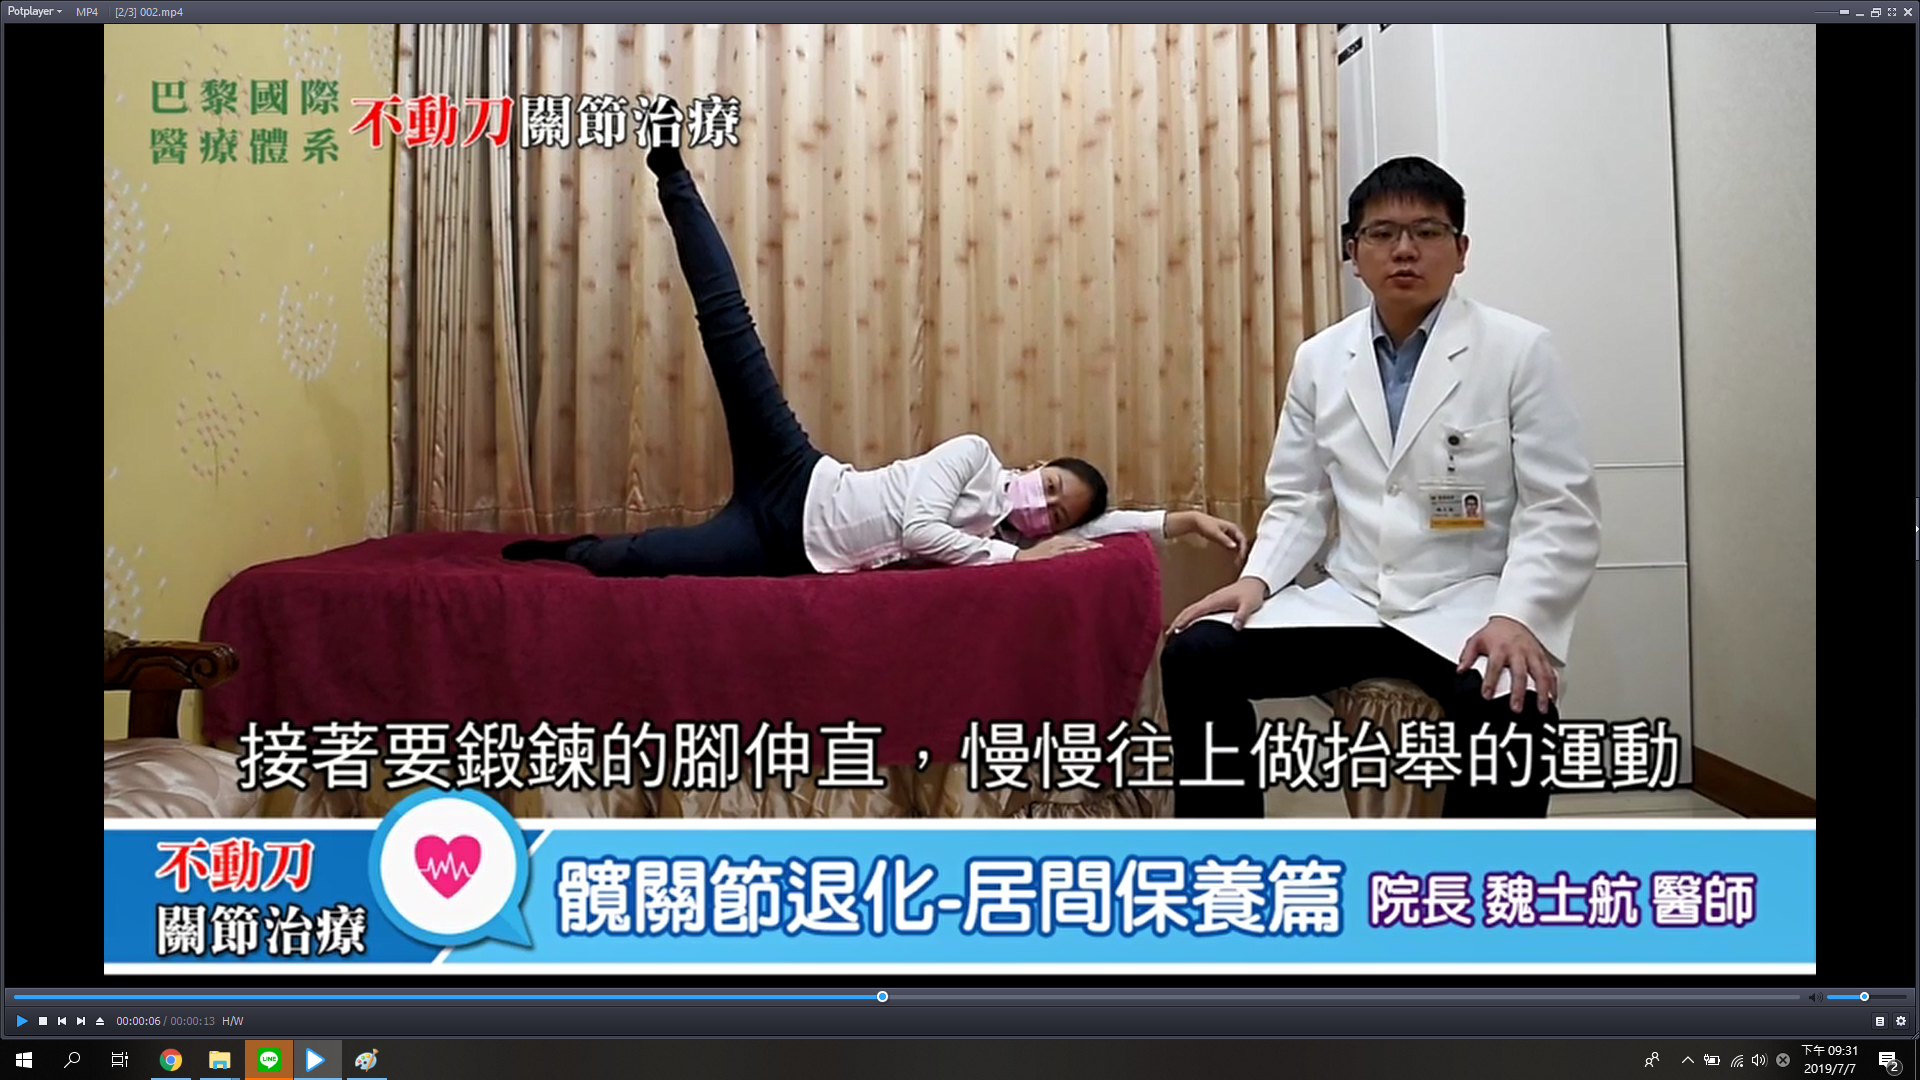 Potplayer MP4 [2/3] 002.mp4
巴黎國際
醫療體系
不動刀關節治療
接著要鍛鍊的腳伸直，慢慢往上做抬舉的運動
不動刀
關節治療
髖關節退化-居間保養篇 院長 魏士航 醫師
00:00:06 / 00:00:13 H/W
LINE
下午 09:31
2019/7/7
2